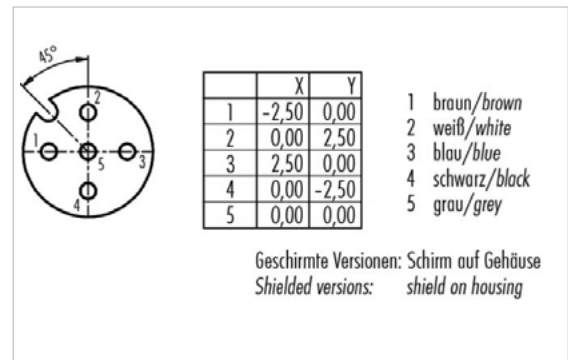 45°
2
1
5
3
4
X Y
1 -2,50 0,00
2 0,00 2,50
3 2,50 0,00
4 0,00 -2,50
5 0,00 0,00
1 braun/brown
2 weiß/white
3 blau/blue
4 schwarz/black
5 grau/grey
Geschirmte Versionen: Schirm auf Gehäuse
Shielded versions: shield on housing